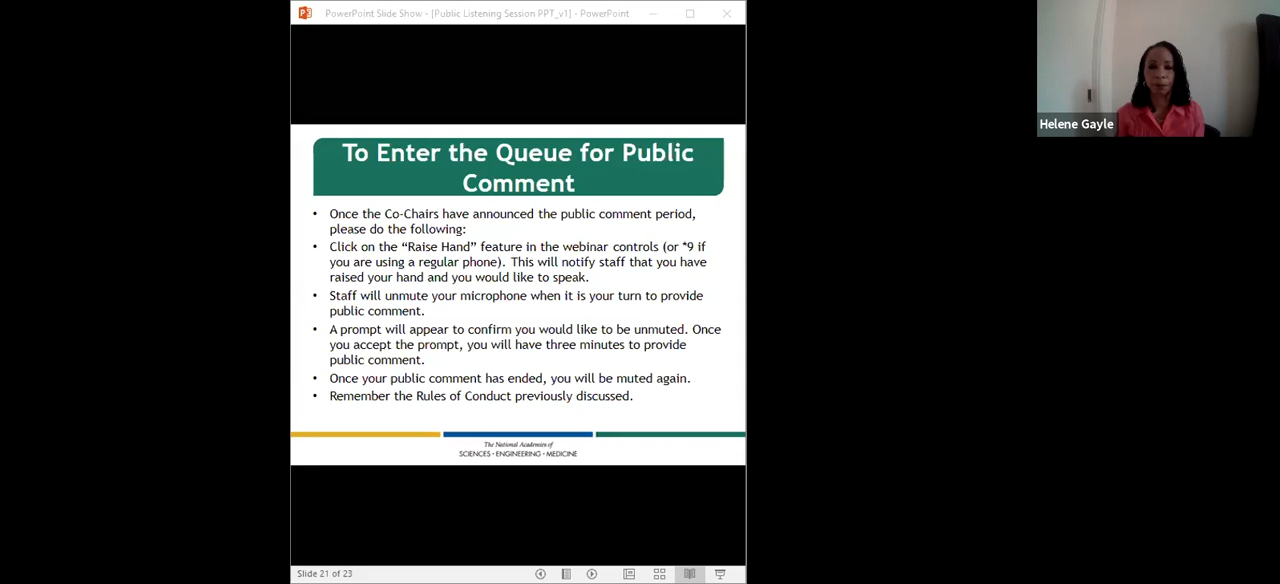 PowerPoint Slide Show - [Public Listening Session PPT_v1] - PowerPoint
To Enter the Queue for Public
Comment
• Once the Co-Chairs have announced the public comment period,
please do the following:
• Click on the “Raise Hand” feature in the webinar controls (or *9 if
you are using a regular phone). This will notify staff that you have
raised your hand and you would like to speak.
• Staff will unmute your microphone when it is your turn to provide
public comment.
• A prompt will appear to confirm you would like to be unmuted. Once
you accept the prompt, you will have three minutes to provide
public comment.
• Once your public comment has ended, you will be muted again.
• Remember the Rules of Conduct previously discussed.
The National Academies of
SCIENCES • ENGINEERING • MEDICINE
Slide 21 of 23
Helene Gayle